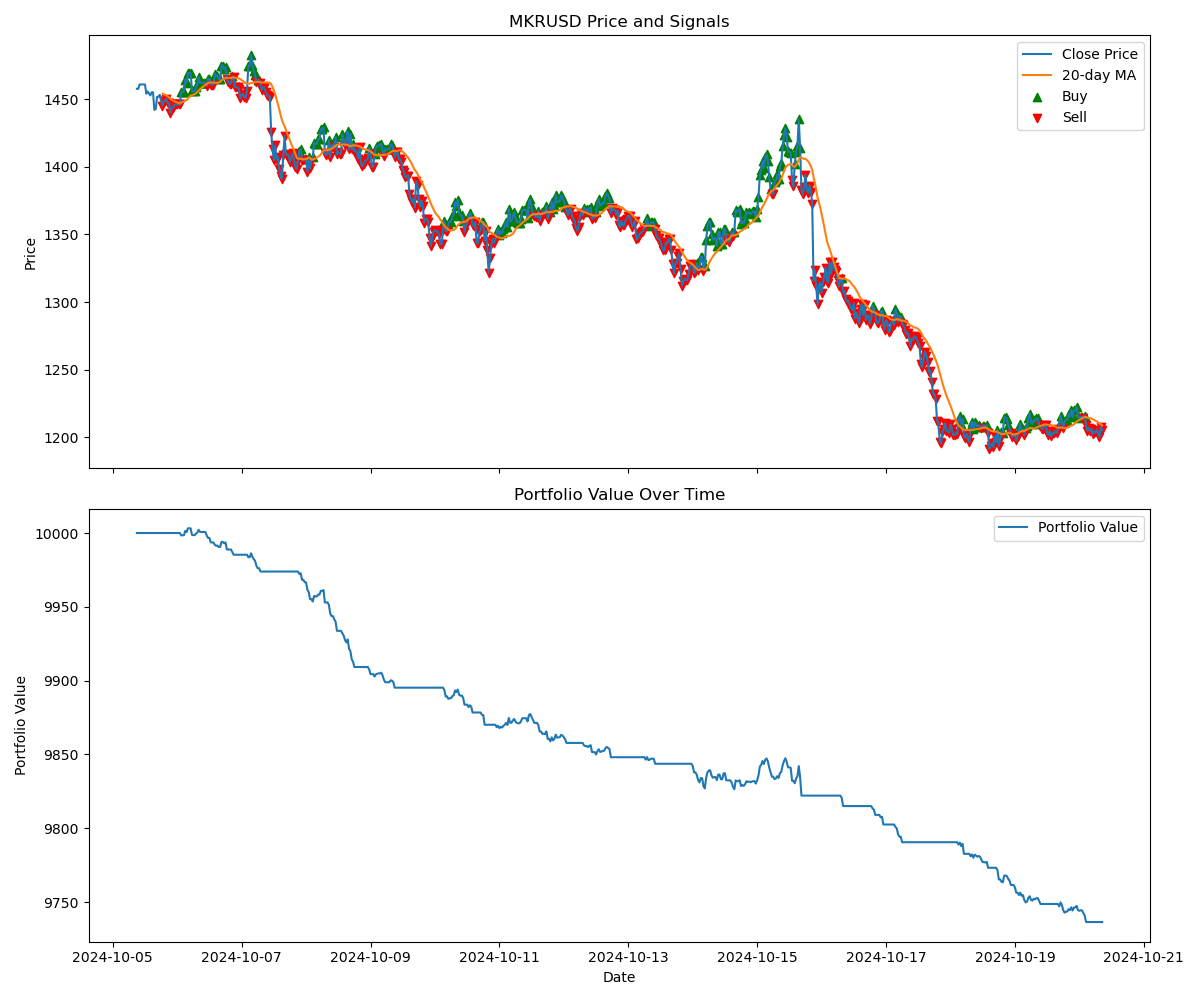 MKRUSD Price and Signals
Price
1450
1400
1350
1300
1250
1200
Close Price
20-day MA
Buy
Sell
Portfolio Value Over Time
Portfolio Value
10000
9950
9900
9850
9800
9750
Portfolio Value
2024-10-05 2024-10-07 2024-10-09 2024-10-11 2024-10-13 2024-10-15 2024-10-17 2024-10-19 2024-10-21
Date